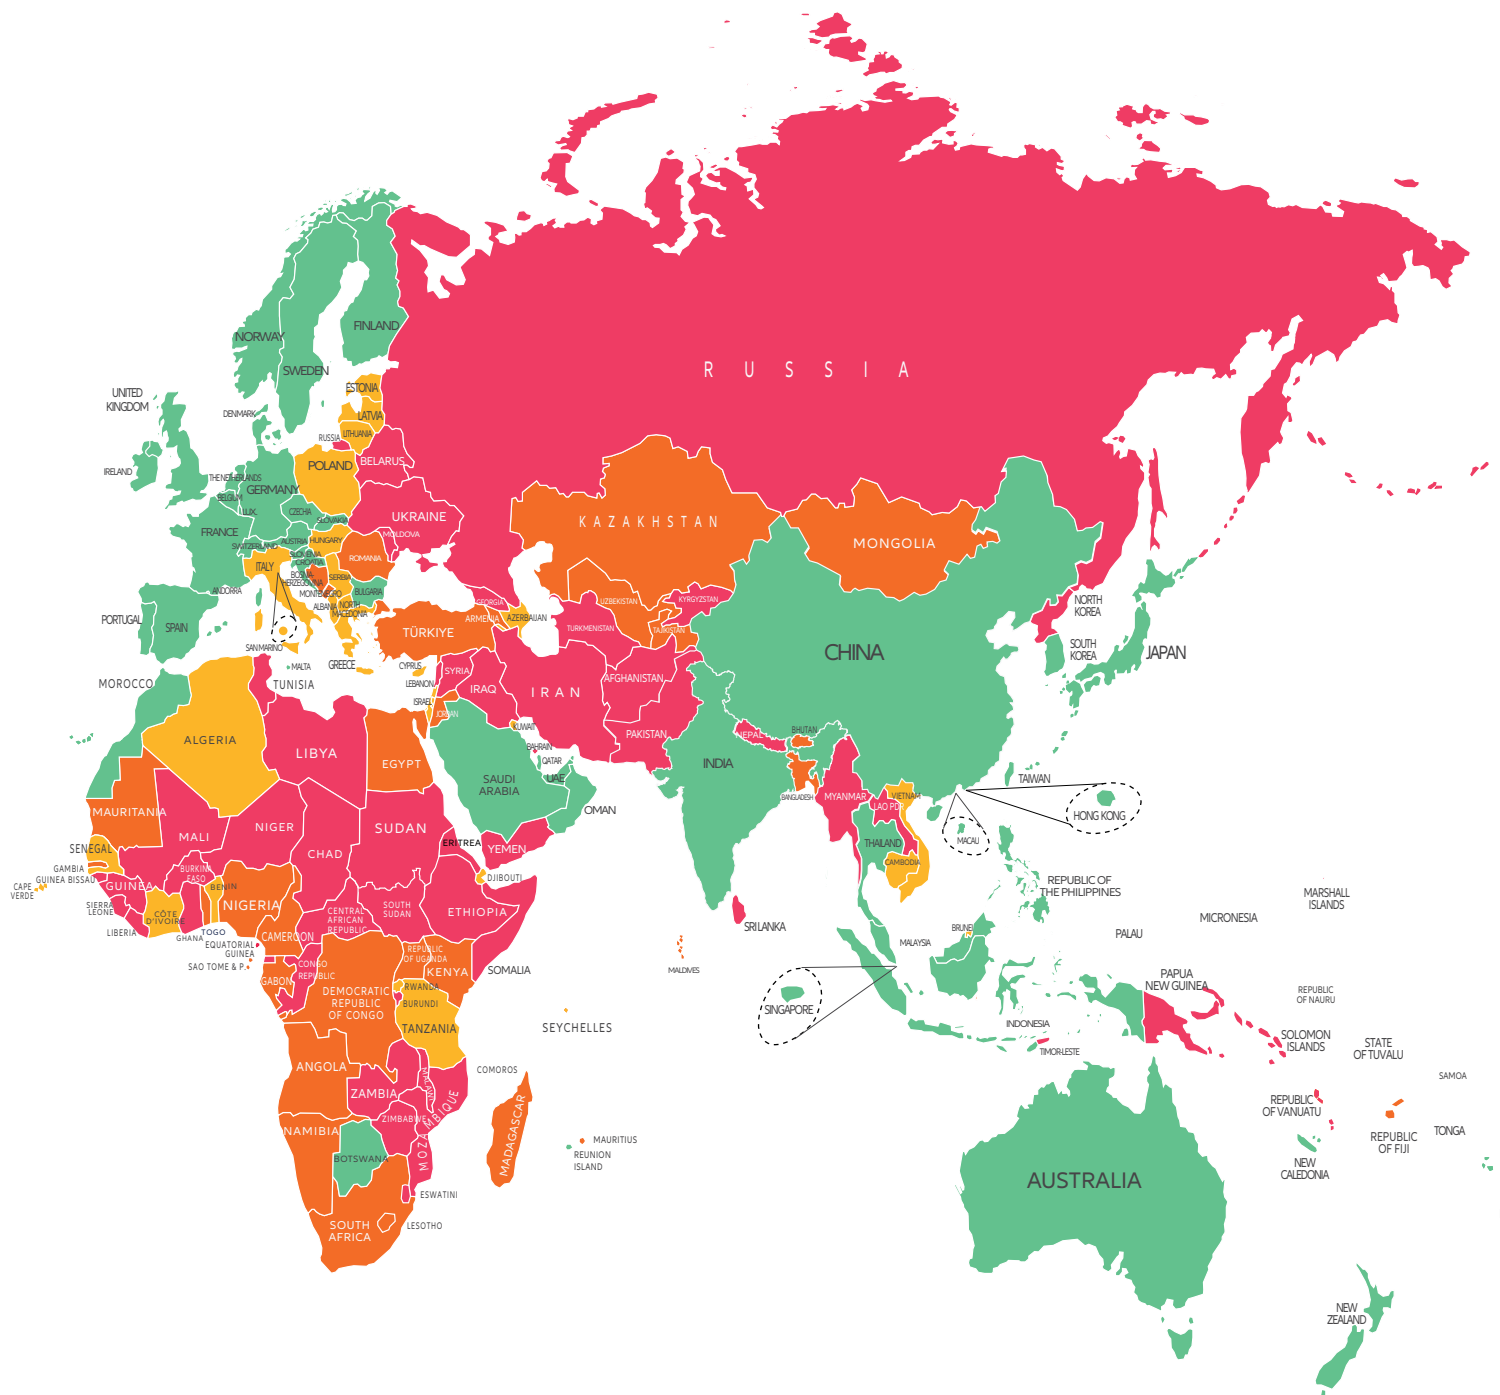 RUSSIA
NORWAY
FINLAND
SWEDEN
UNITED
KINGDOM
DENMARK
ESTONIA
LATVIA
LITHUANIA
RUSSIA
IRELAND
THE NETHERLANDS
BELGIUM
GERMANY
POLAND
BELARUS
LUX.
CZECHIA
SLOVAKIA
UKRAINE
FRANCE
SWITZERLAND
AUSTRIA
HUNGARY
MOLDOVA
SLOVENIA
CROATIA
ROMANIA
ITALY
BOSNIA
HERZEGOVINA
SERBIA
MONTENEGRO
BULGARIA
ANDORRA
ALBANIA
NORTH
MACEDONIA
PORTUGAL
SPAIN
SAN MARINO
MALTA
GREECE
CYPRUS
TÜRKIYE
GEORGIA
ARMENIA
AZERBAIJAN
KAZAKHSTAN
MONGOLIA
UZBEKISTAN
KYRGYZSTAN
TURKMENISTAN
TAJIKISTAN
CHINA
NORTH
KOREA
SOUTH
KOREA
JAPAN
MOROCCO
TUNISIA
ALGERIA
LIBYA
EGYPT
LEBANON
SYRIA
ISRAEL
JORDAN
IRAQ
IRAN
KUWAIT
BAHRAIN
QATAR
UAE
SAUDI
ARABIA
OMAN
YEMEN
AFGHANISTAN
PAKISTAN
NEPAL
BHUTAN
INDIA
BANGLADESH
MYANMAR
LAO PDR
VIETNAM
THAILAND
CAMBODIA
TAIWAN
HONG KONG
MACAU
SRI LANKA
MALDIVES
REPUBLIC OF
THE PHILIPPINES
BRUNEI
MALAYSIA
SINGAPORE
INDONESIA
TIMOR-LESTE
PALAU
MICRONESIA
MARSHALL
ISLANDS
PAPUA
NEW GUINEA
REPUBLIC
OF NAURU
SOLOMON
ISLANDS
STATE
OF TUVALU
SAMOA
REPUBLIC
OF VANUATU
REPUBLIC
OF FIJI
TONGA
NEW
CALEDONIA
AUSTRALIA
NEW
ZEALAND
MAURITANIA
MALI
NIGER
CHAD
SUDAN
ERITREA
DJIBOUTI
SENEGAL
GAMBIA
GUINEA BISSAU
CAPE
VERDE
GUINEA
SIERRA
LEONE
LIBERIA
BURKINA
FASO
CÔTE
D'IVOIRE
GHANA
TOGO
BENIN
NIGERIA
CAMEROON
EQUATORIAL
GUINEA
SAO TOME & P.
GABON
CONGO
REPUBLIC
CENTRAL
AFRICAN
REPUBLIC
SOUTH
SUDAN
ETHIOPIA
SOMALIA
REPUBLIC
OF UGANDA
KENYA
RWANDA
BURUNDI
DEMOCRATIC
REPUBLIC
OF CONGO
TANZANIA
SEYCHELLES
COMOROS
ANGOLA
ZAMBIA
MALAWI
MOZAMBIQUE
ZIMBABWE
NAMIBIA
BOTSWANA
MADAGASCAR
MAURITIUS
REUNION
ISLAND
ESWATINI
LESOTHO
SOUTH
AFRICA